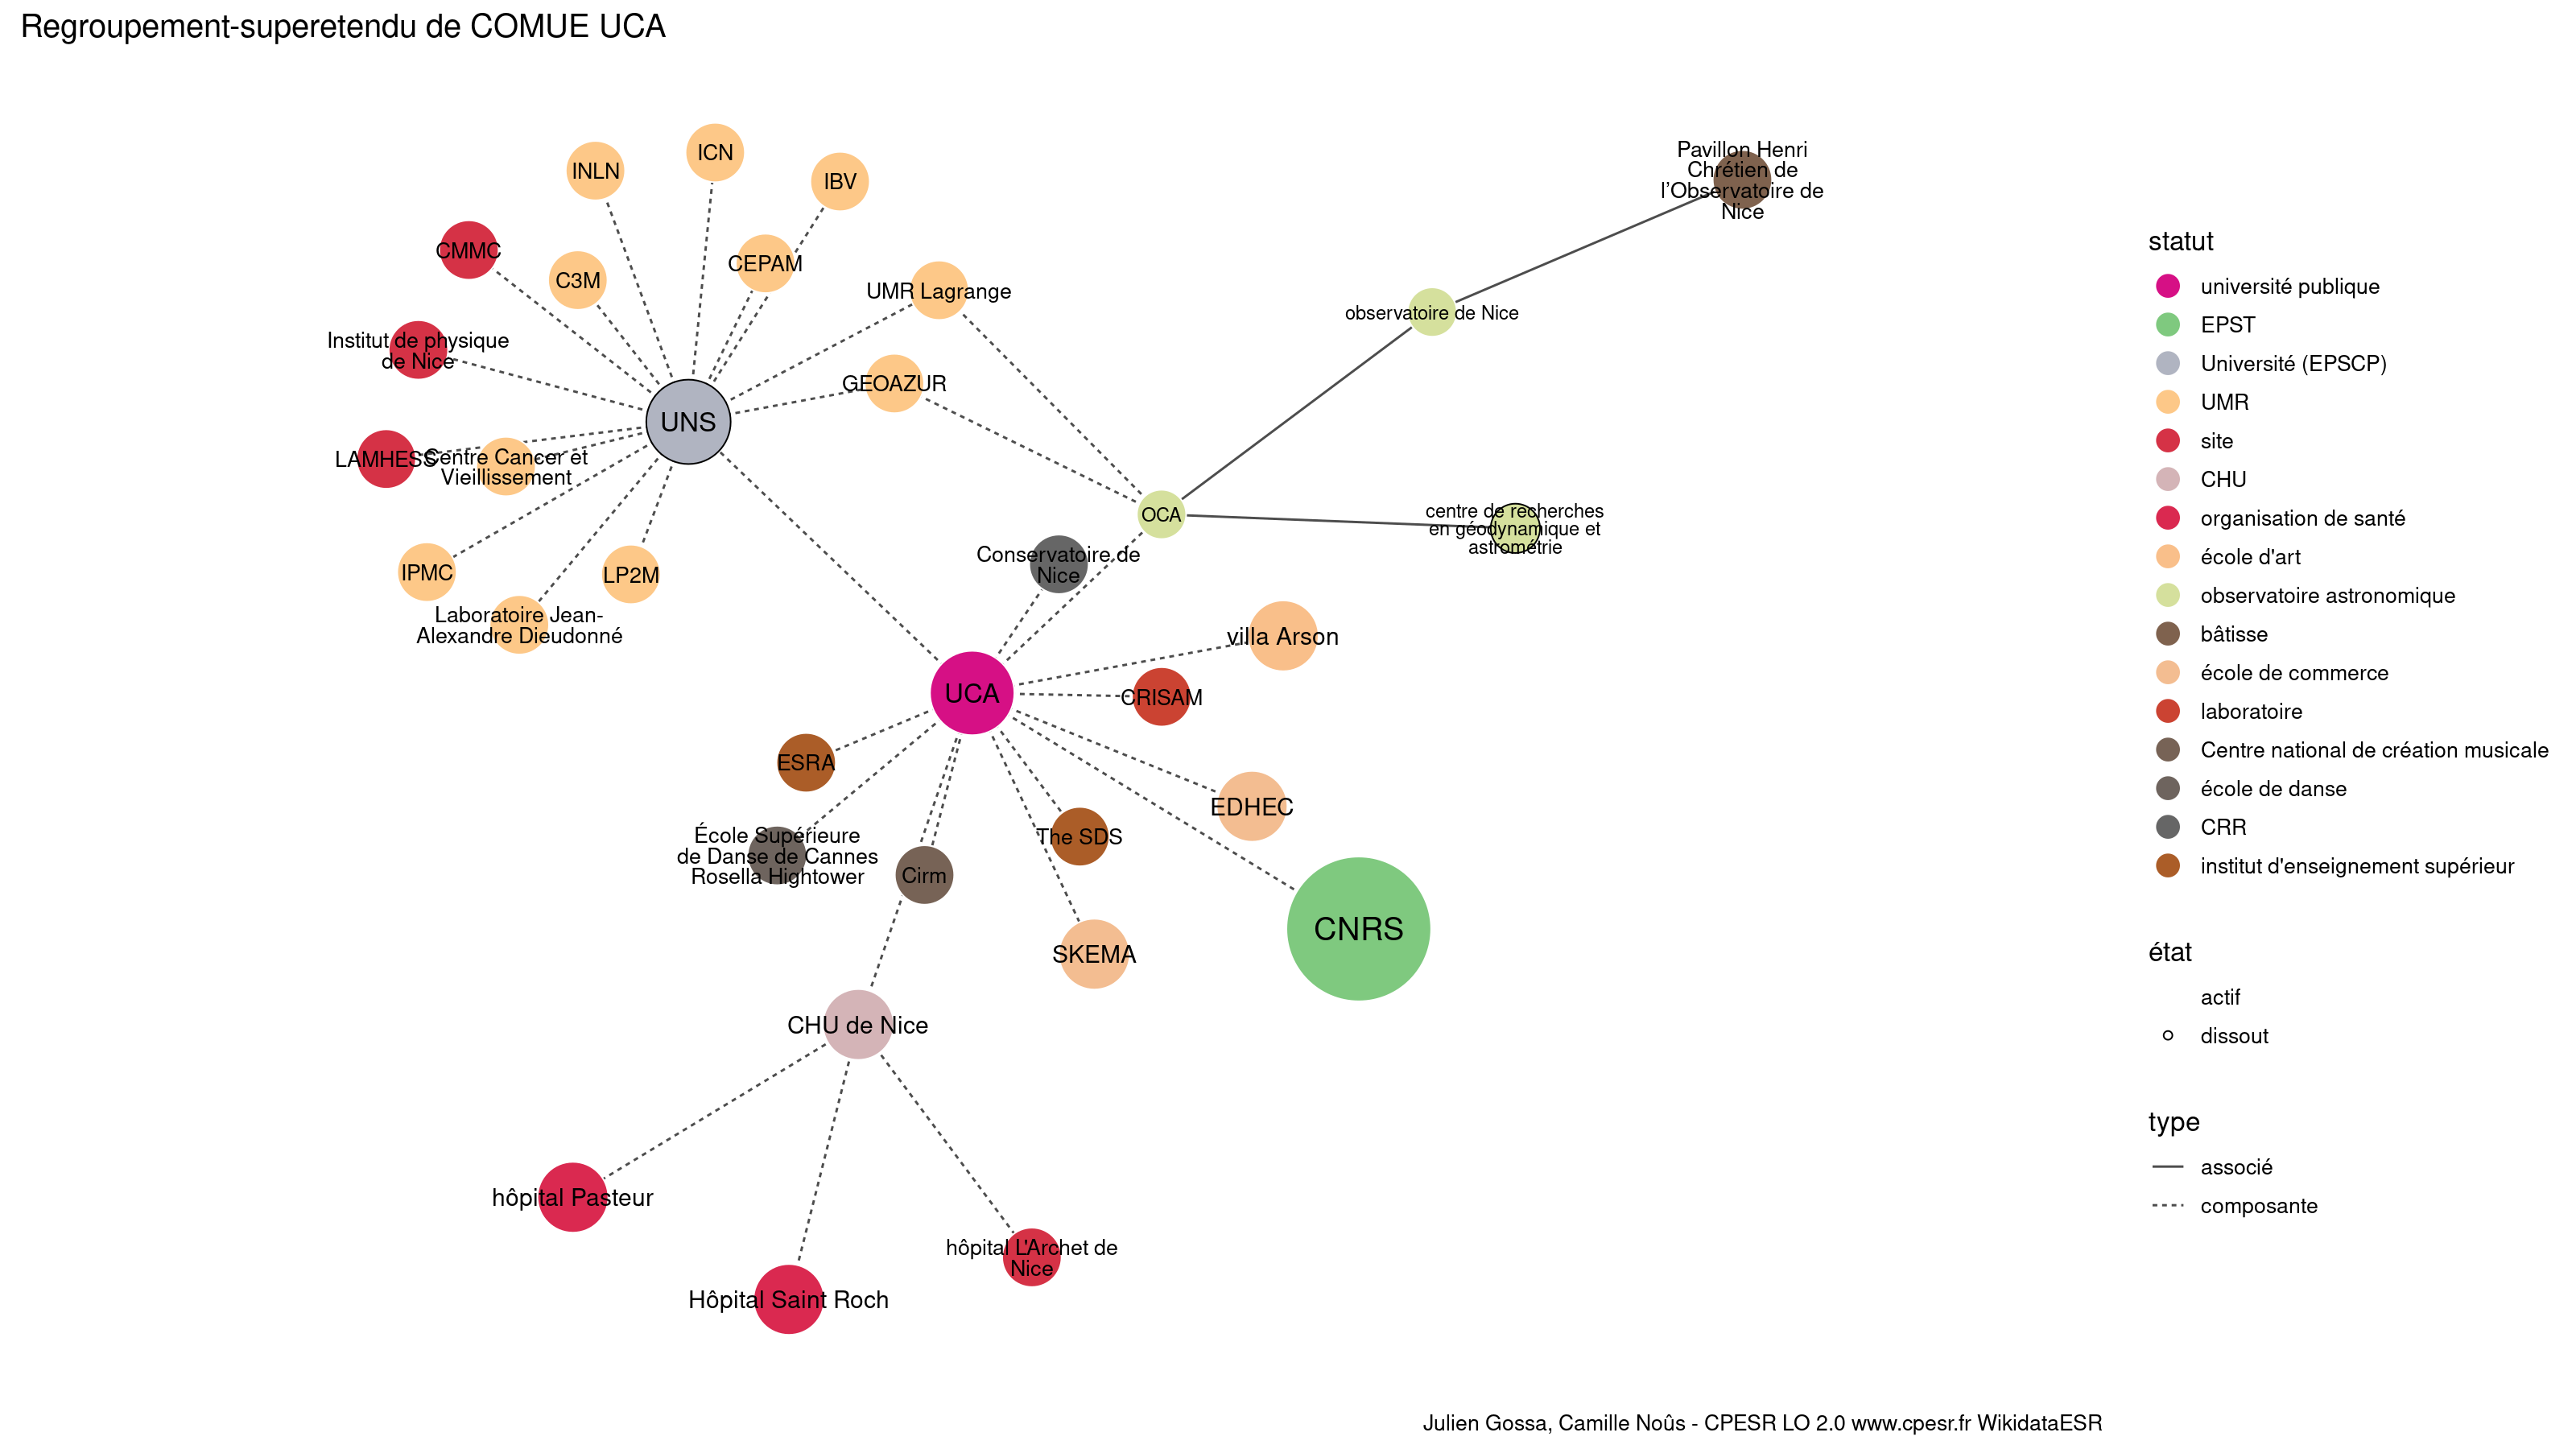 Regroupement-superetendu de COMUE UCA
ICN
INLN
IBV
CMMC
CEPAM
C3M
UMR Lagrange
Institut de physique
de Nice
GEOAZUR
UNS
LAMHESS
Centre Cancer et
Vieillissement
IPMC
LP2M
Laboratoire Jean-
Alexandre Dieudonné
Pavillon Henri
Chrétien de
l'Observatoire de
Nice
observatoire de Nice
OCA
centre de recherches
en géodynamique et
astrométrie
Conservatoire de
Nice
villa Arson
UCA
CRISAM
ESRA
EDHEC
The SDS
École Supérieure
de Danse de Cannes
Rosella Hightower
Cirm
CNRS
SKEMA
CHU de Nice
hôpital Pasteur
hôpital L'Archet de
Nice
Hôpital Saint Roch
statut
université publique
EPST
Université (EPSCP)
UMR
site
CHU
organisation de santé
école d'art
observatoire astronomique
bâtisse
école de commerce
laboratoire
Centre national de création musicale
école de danse
CRR
institut d'enseignement supérieur
état
actif
dissout
type
associé
composante
Julien Gossa, Camille Noûs - CPESR LO 2.0 www.cpesr.fr WikidataESR